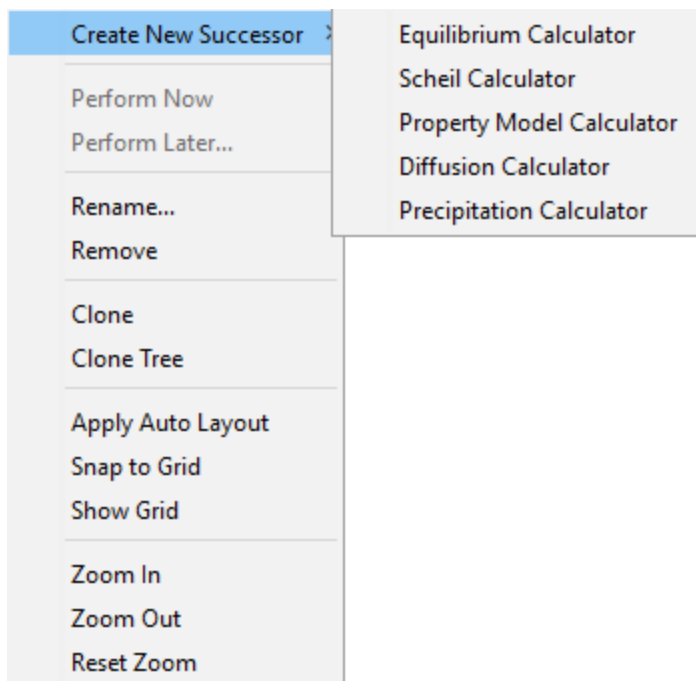 Create New Successor
Equilibrium Calculator
Scheil Calculator
Property Model Calculator
Diffusion Calculator
Precipitation Calculator
Perform Now
Perform Later...
Rename...
Remove
Clone
Clone Tree
Apply Auto Layout
Snap to Grid
Show Grid
Zoom In
Zoom Out
Reset Zoom